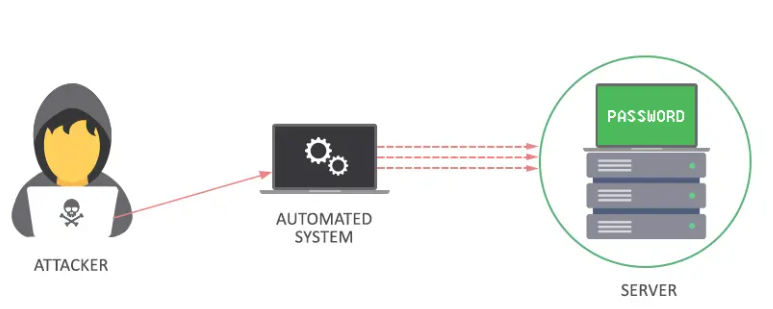 PASSWORD
AUTOMATED
SYSTEM
ATTACKER
SERVER